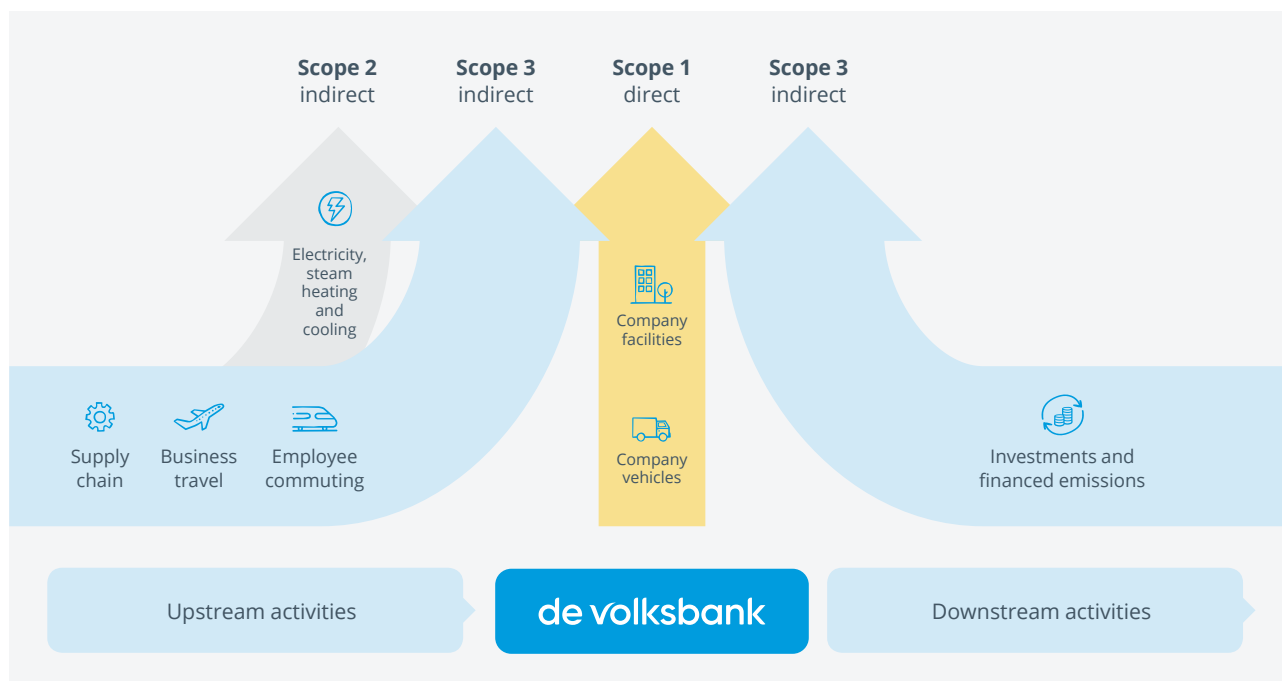 Scope 2
indirect
Scope 3
indirect
Scope 1
direct
Scope 3
indirect
Electricity,
steam
heating
and
cooling
Company
facilities
Company
vehicles
Supply
chain
Business
travel
Employee
commuting
Investments and
financed emissions
Upstream activities
de volksbank
Downstream activities